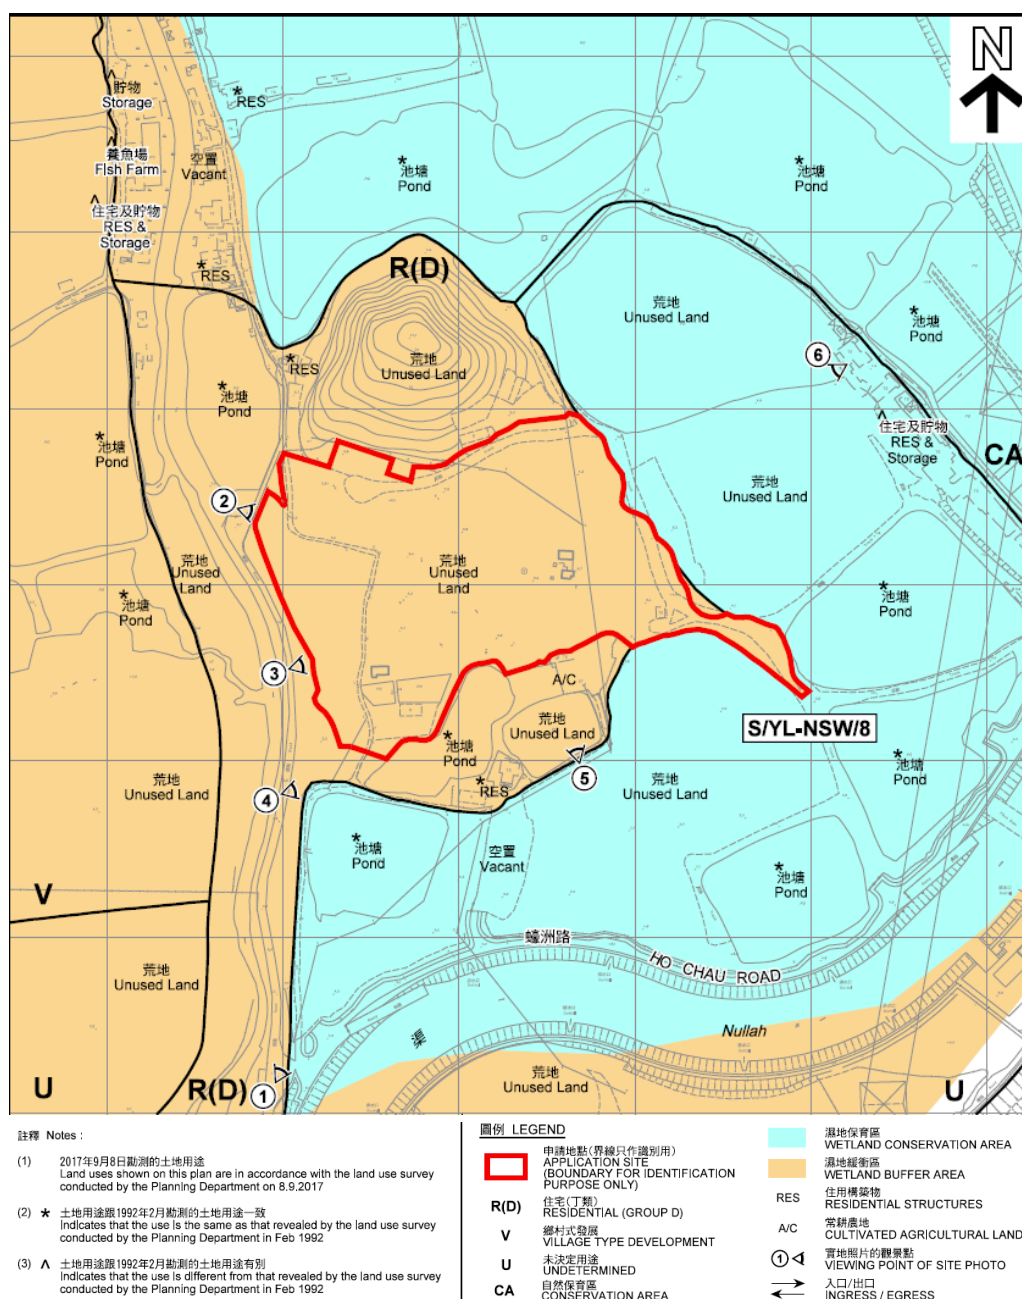 N
貯物
Storage
養魚場
Fish Farm
住宅及貯物
RES &
Storage
空置
Vacant
*
RES
*
RES
*
池塘
Pond
*
池塘
Pond
R(D)
荒地
Unused Land
*
池塘
Pond
6
*
RES
荒地
Unused Land
*
池塘
Pond
*
池塘
Pond
住宅及貯物
RES &
Storage
CA
荒地
Unused Land
2
荒地
Unused
Land
荒地
Unused
Land
*
池塘
Pond
*
池塘
Pond
3
A/C
荒地
Unused Land
S/YL-NSW/8
*
池塘
Pond
*
池塘
Pond
荒地
Unused Land
4
5
*
RES
荒地
Unused Land
*
池塘
Pond
空置
Vacant
*
池塘
Pond
V
蠔洲路
HO CHAU ROAD
荒地
Unused Land
渠
Nullah
荒地
Unused Land
U
R(D)
1
U
註釋 Notes :
(1) 2017年9月8日勘測的土地用途
Land uses shown on this plan are in accordance with the land use survey
conducted by the Planning Department on 8.9.2017
(2) * 土地用途跟1992年2月勘測的土地用途一致
Indicates that the use is the same as that revealed by the land use survey
conducted by the Planning Department in Feb 1992
(3) ^ 土地用途跟1992年2月勘測的土地用途有別
Indicates that the use is different from that revealed by the land use survey
conducted by the Planning Department in Feb 1992
圖例 LEGEND
申請地點(界線只作識別用)
APPLICATION SITE
(BOUNDARY FOR IDENTIFICATION
PURPOSE ONLY)
R(D) 住宅(丁類)
RESIDENTIAL (GROUP D)
V 鄉村式發展
VILLAGE TYPE DEVELOPMENT
U 未決定用途
UNDETERMINED
CA 自然保育區
CONSERVATION AREA
濕地保育區
WETLAND CONSERVATION AREA
濕地緩衝區
WETLAND BUFFER AREA
RES 住用構築物
RESIDENTIAL STRUCTURES
A/C 常耕農地
CULTIVATED AGRICULTURAL LAND
1 實地照片的觀景點
VIEWING POINT OF SITE PHOTO
入口/出口
INGRESS / EGRESS